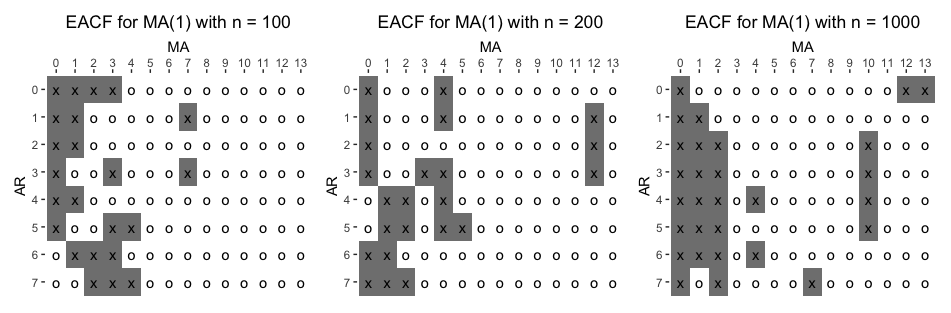 EACF for MA(1) with n = 100
MA
0 1 2 3 4 5 6 7 8 9 10 11 12 13
0 x x x x o o o o o o o o o o
1 x x o o o o o x o o o o o o
2 x x o o o o o o o o o o o o
3 x o o x o o o x o o o o o o
4 x x o o o o o o o o o o o o
5 x o o x x o o o o o o o o o
6 o x x x o o o o o o o o o o
7 o o x x x o o o o o o o o o
AR
EACF for MA(1) with n = 200
MA
0 1 2 3 4 5 6 7 8 9 10 11 12 13
0 x o o o x o o o o o o o o o
1 x o o o x o o o o o o o x o
2 x o o o o o o o o o o o x o
3 x o o x x o o o o o o o x o
4 o x x o x o o o o o o o o o
5 o x x o x x o o o o o o o o
6 x x o o o o o o o o o o o o
7 x x x o o o o o o o o o o o
AR
EACF for MA(1) with n = 1000
MA
0 1 2 3 4 5 6 7 8 9 10 11 12 13
0 x o o o o o o o o o o o x x
1 x x o o o o o o o o o o o o
2 x x x o o o o o o o x o o o
3 x x x o o o o o o o x o o o
4 x x x o x o o o o o x o o o
5 x x x o o o o o o o x o o o
6 x x x o x o o o o o o o o o
7 x o x o o o o x o o o o o o
AR